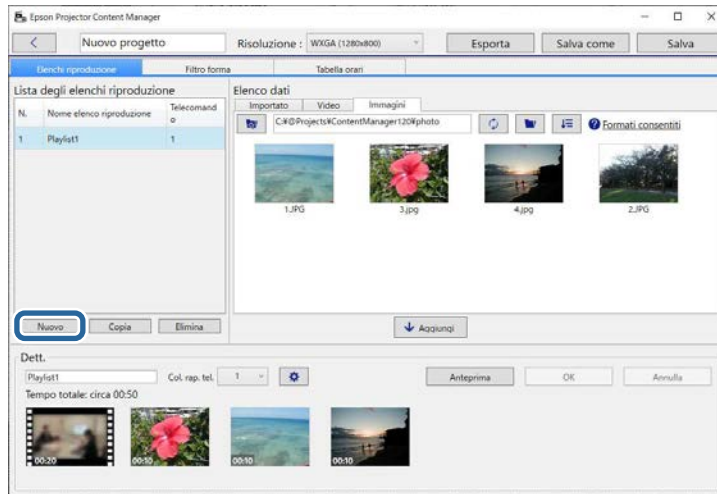 Epson Projector Content Manager
Nuovo progetto Risoluzione : WXGA (1280x800) Esporta Salva come Salva
Elenchi riproduzione Filtro forma Tabella orari
Lista degli elenchi riproduzione
Elenco dati
N. Nome elenco riproduzione Telecomand
o
1 Playlist1 1
Importato Video Immagini
C:¥@Projects¥ContentManager120¥photo Formati consentiti
1.JPG 3.jpg 4.jpg 2.JPG
Nuovo Copia Elimina
Aggiungi
Dett.
Playlist1 Col. rap. tel. 1 Anteprima OK Annulla
Tempo totale: circa 00:50
00:20 00:10 00:10 00:10